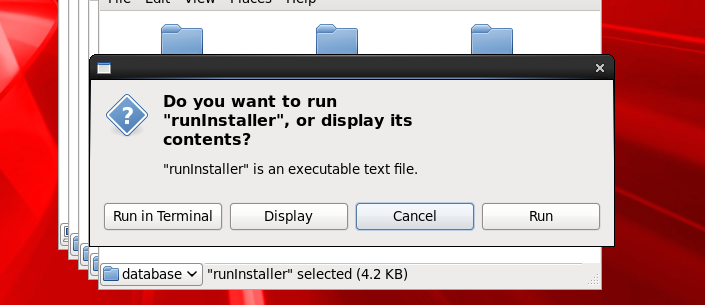 File Edit View Places Help
Do you want to run
"runInstaller", or display its
contents?
"runInstaller" is an executable text file.
Run in Terminal Display Cancel Run
database "runInstaller" selected (4.2 KB)